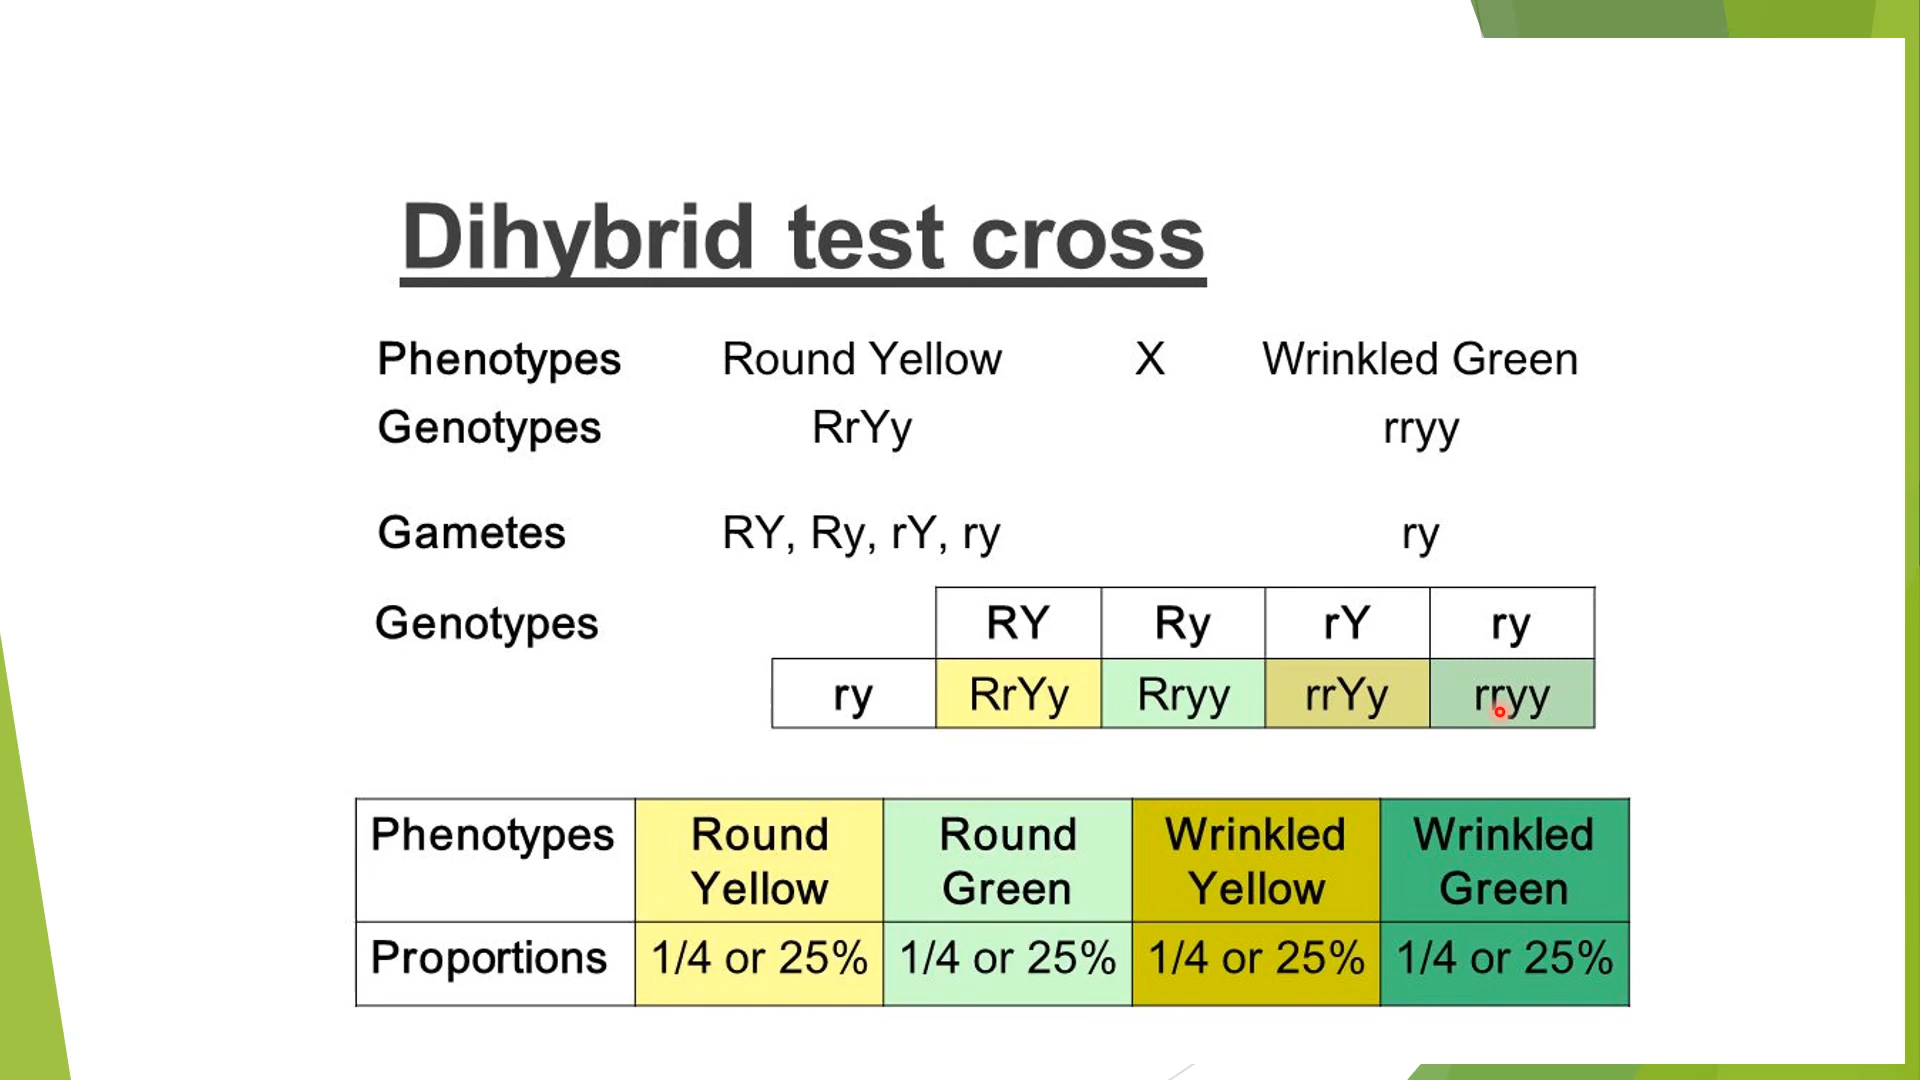 Dihybrid test cross
Phenotypes Round Yellow X Wrinkled Green
Genotypes RrYy rryy
Gametes RY, Ry, rY, ry ry
Genotypes RY Ry rY ry
ry RrYy Rryy rrYy rryy
Phenotypes Round Yellow Round Green Wrinkled Yellow Wrinkled Green
Proportions 1/4 or 25% 1/4 or 25% 1/4 or 25% 1/4 or 25%